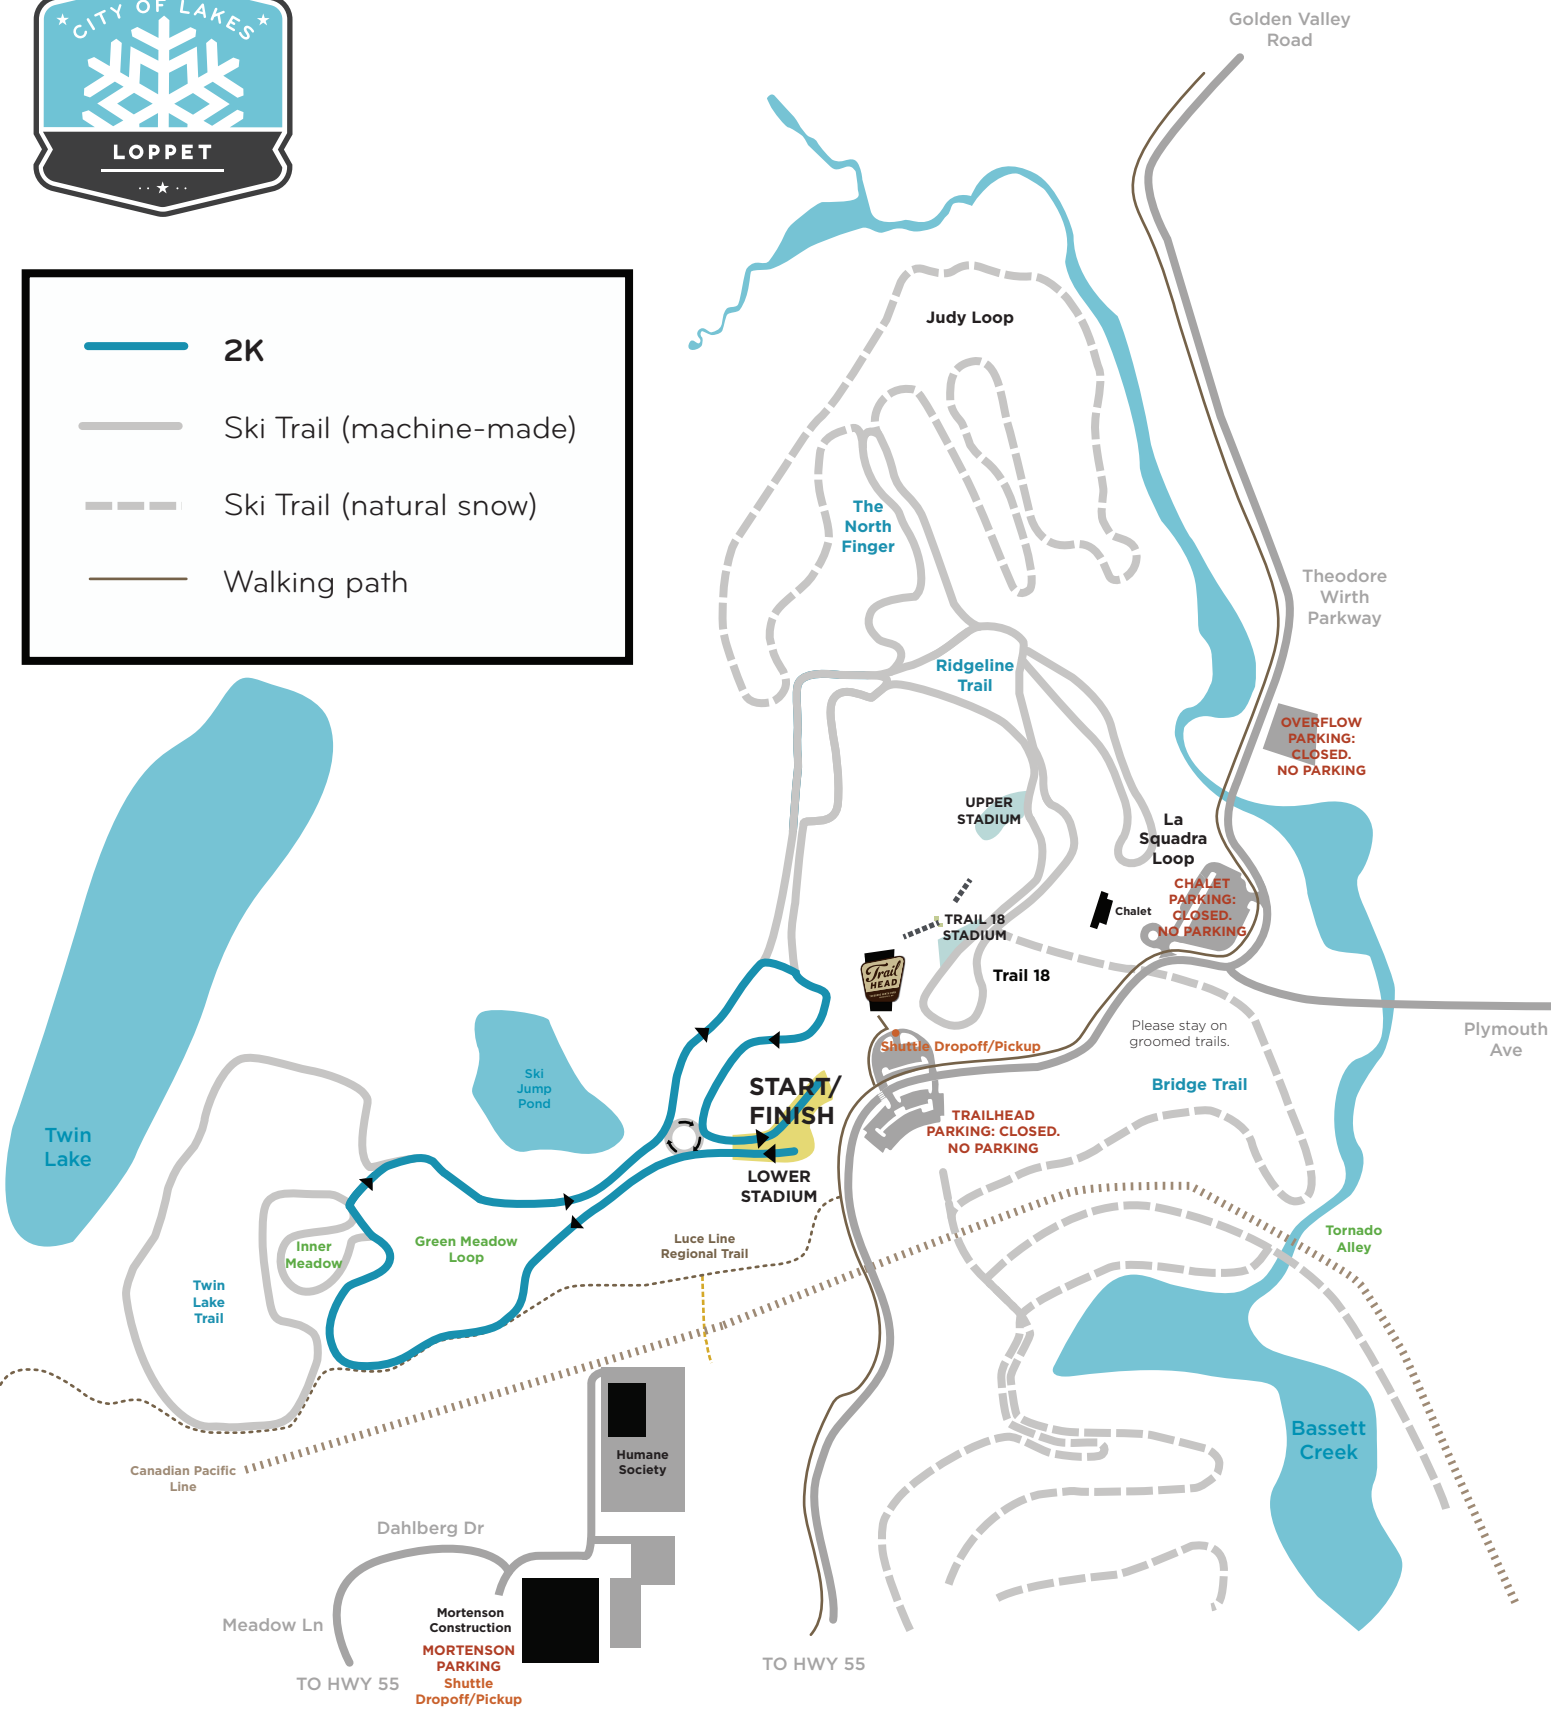 CITY OF LAKES
LOPPET
2K
Ski Trail (machine-made)
Ski Trail (natural snow)
Walking path
Golden Valley
Road
Judy Loop
The
North
Finger
Theodore
Wirth
Parkway
Ridgeline
Trail
OVERFLOW
PARKING:
CLOSED.
NO PARKING
UPPER
STADIUM
La
Squadra
Loop
CHALET
PARKING:
CLOSED.
NO PARKING
Chalet
TRAIL 18
STADIUM
Trail 18
Trail
HEAD
Please stay on
groomed trails.
Plymouth
Ave
Shuttle Dropoff/Pickup
Bridge Trail
START/
FINISH
TRAILHEAD
PARKING: CLOSED.
NO PARKING
Ski
Jump
Pond
Twin
Lake
LOWER
STADIUM
Luce Line
Regional Trail
Green Meadow
Loop
Inner
Meadow
Twin
Lake
Trail
Tornado
Alley
Bassett
Creek
Canadian Pacific
Line
Humane
Society
Dahlberg Dr
Meadow Ln
Mortenson
Construction
MORTENSON
PARKING
Shuttle
Dropoff/Pickup
TO HWY 55
TO HWY 55